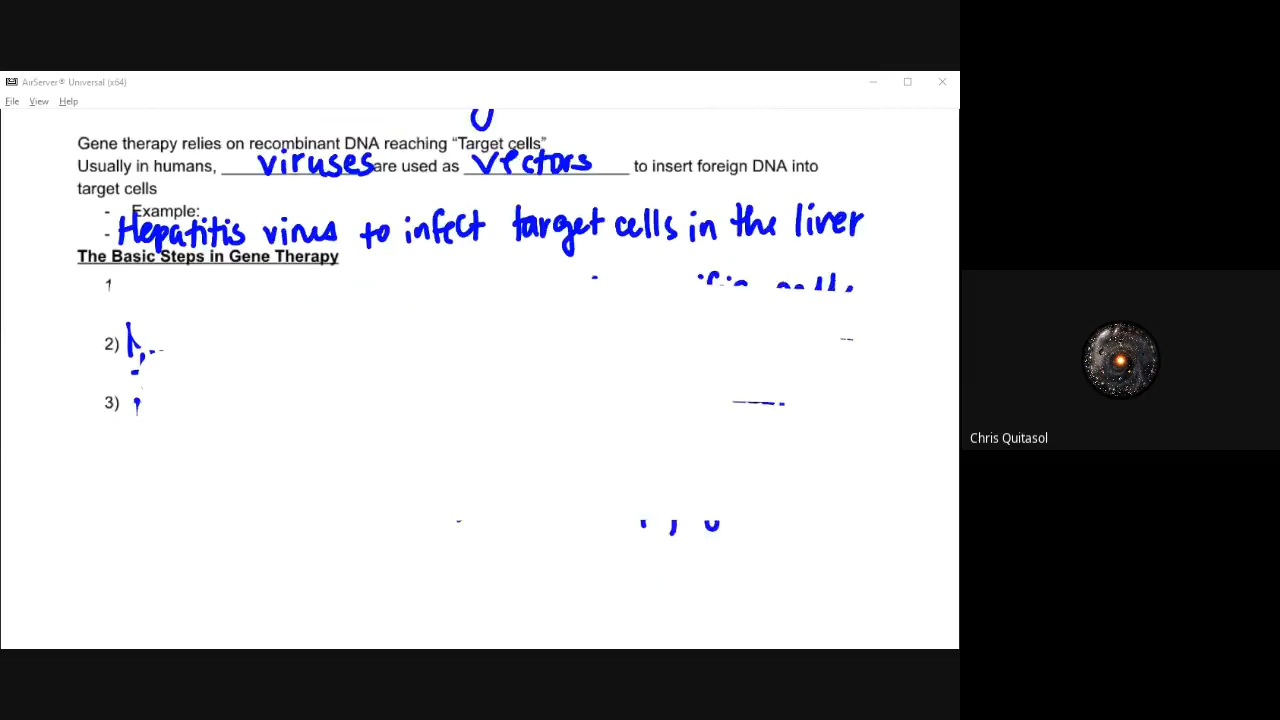 AirServer® Universal (x64)
File View Help
Gene therapy relies on recombinant DNA reaching “Target cells”
Usually in humans, viruses are used as vectors to insert foreign DNA into
target cells
- Example:
- Hepatitis virus to infect target cells in the liver
The Basic Steps in Gene Therapy
1
2)
3)
Chris Quitasol